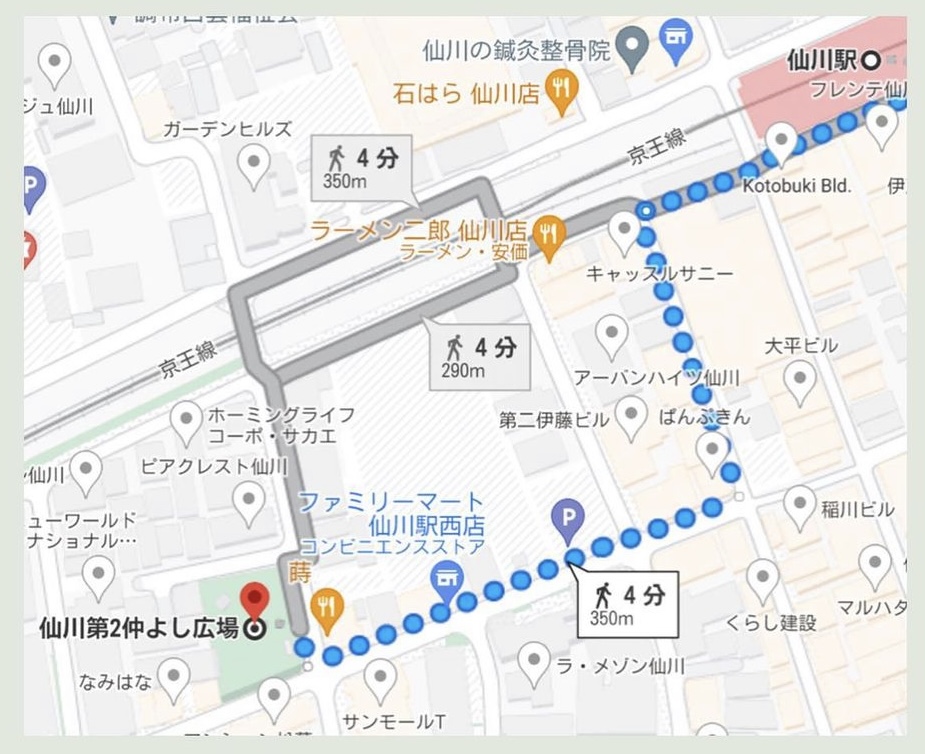 仙川の鍼灸整骨院
仙川駅
石はら 仙川店
フレンテ仙川
ジュ仙川
ガーデンヒルズ
京王線
4 分
350m
Kotobuki Bld.
伊
P
ラーメン二郎 仙川店
ラーメン・安価
キャッスルサニー
4 分
290m
京王線
大平ビル
アーバンハイツ仙川
ホーミングライフ
コーポ・サカエ
第二伊藤ビル
ばんぶきん
仙川
ピアクレスト仙川
ファミリーマート
仙川駅西店
コンビニエンスストア
P
稲川ビル
ューワールド
ナショナル…
蒔
4 分
350m
くらし建設
マルハタ
仙川第2仲よし広場
ラ・メゾン仙川
なみはな
サンモールT